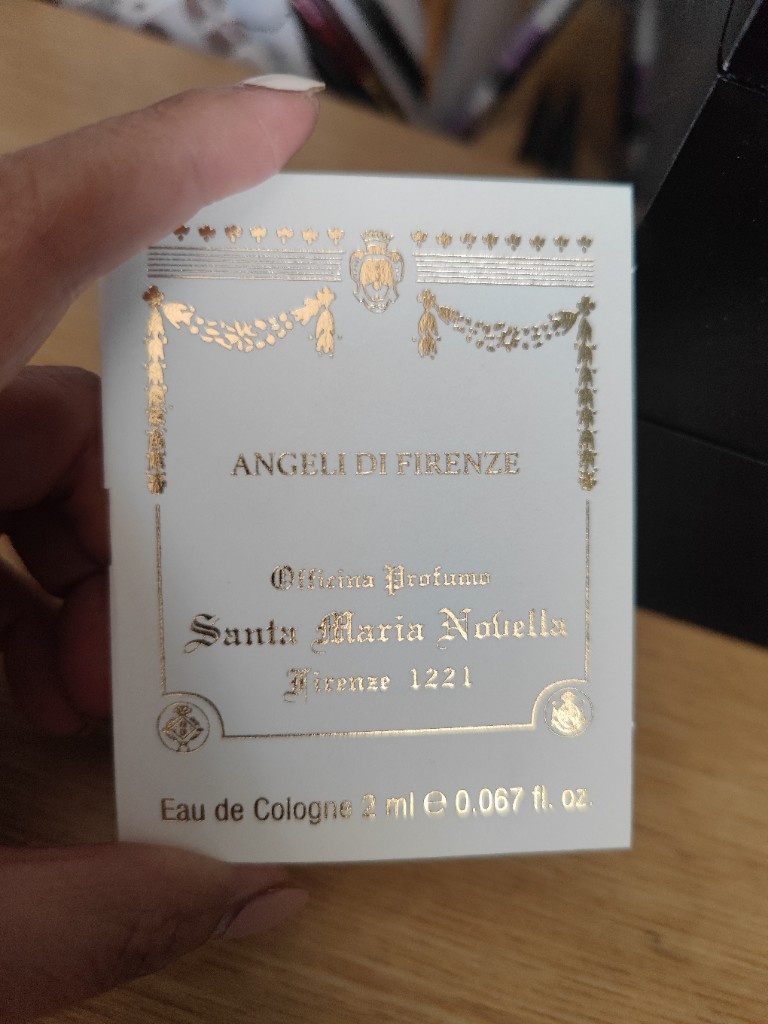 ANGELI DI FIRENZE
Officina Profumo
Santa Maria Novella
Firenze 1221
Eau de Cologne 2 ml ℮ 0.067 fl. oz.